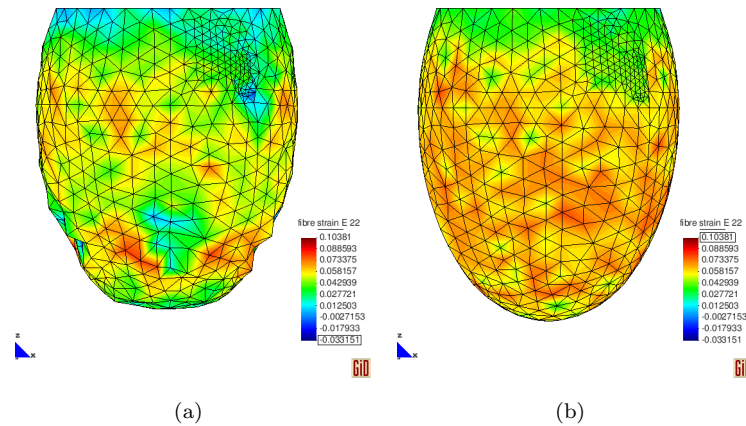 fibre strain E 22
0.10381
0.088593
0.073375
0.058157
0.042939
0.027721
0.012503
-0.0027153
-0.017933
-0.033151
z
x
GiD
(a)
fibre strain E 22
0.10381
0.088593
0.073375
0.058157
0.042939
0.027721
0.012503
-0.0027153
-0.017933
-0.033151
z
x
Gi
(b)